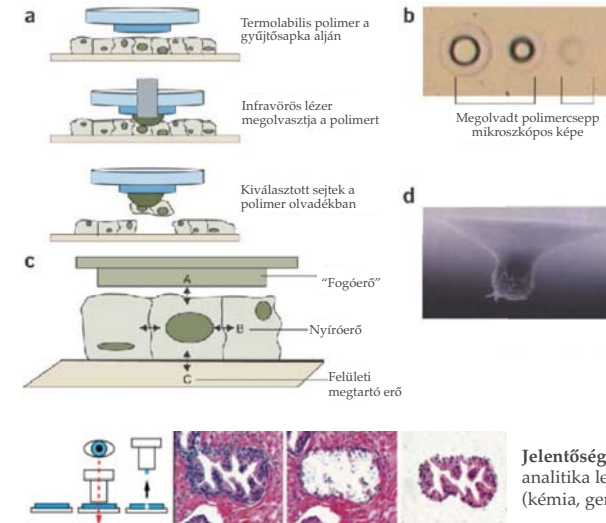 a
Termolabilis polimer a
gyűjtősapka alján
Infravörös lézer
megolvasztja a polimert
Kiválasztott sejtek a
polimer olvadékban
b
Megolvadt polimercsepp
mikroszkópos képe
c
A
"Fogóerő"
B
Nyíróerő
C
Felületi
megtartó erő
d
Jelentőség
analitika le
(kémia, ger